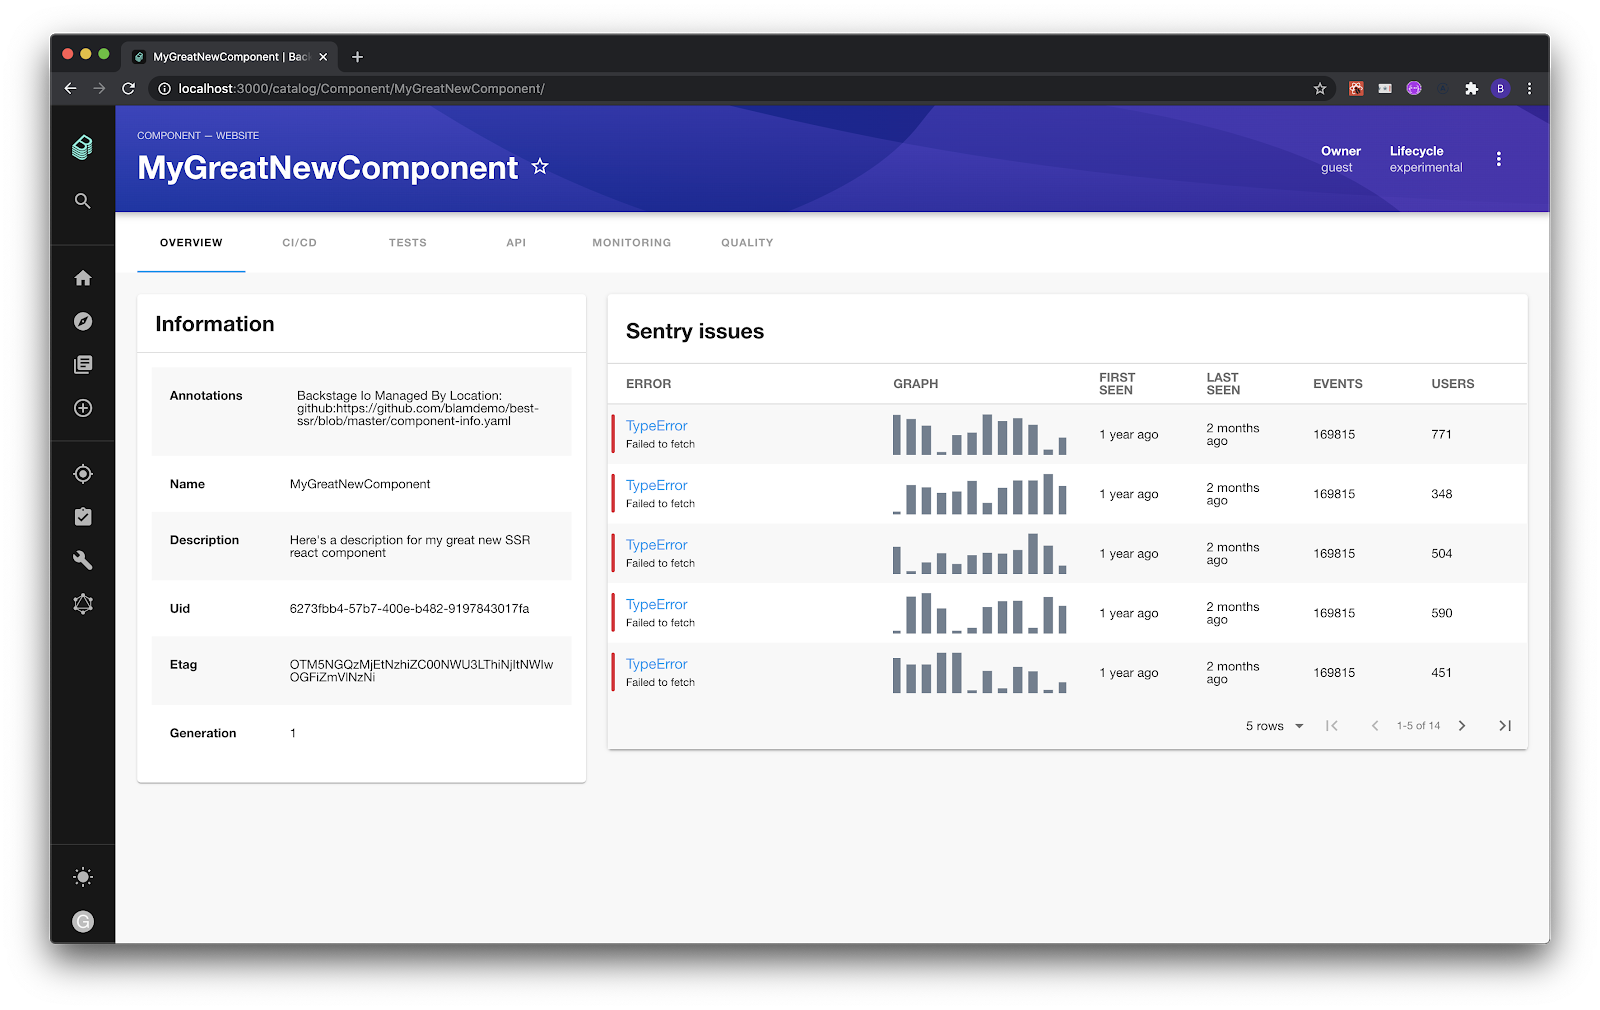 MyGreatNewComponent | Bac
localhost:3000/catalog/Component/MyGreatNewComponent/
B
COMPONENT — WEBSITE
MyGreatNewComponent
Owner
guest
Lifecycle
experimental
OVERVIEW
CI/CD
TESTS
API
MONITORING
QUALITY
Information
Annotations
Backstage Io Managed By Location:
github:https://github.com/blamdemo/best-
ssr/blob/master/component-info.yaml
Name
MyGreatNewComponent
Description
Here's a description for my great new SSR
react component
Uid
6273fbb4-57b7-400e-b482-9197843017fa
Etag
OTM5NGQzMjEtNzhiZC00NWU3LThiNjItNWIw
OGFiZmVlNzNi
Generation
1
Sentry issues
ERROR
GRAPH
FIRST
SEEN
LAST
SEEN
EVENTS
USERS
TypeError
Failed to fetch
1 year ago
2 months
ago
169815
771
TypeError
Failed to fetch
1 year ago
2 months
ago
169815
348
TypeError
Failed to fetch
1 year ago
2 months
ago
169815
504
TypeError
Failed to fetch
1 year ago
2 months
ago
169815
590
TypeError
Failed to fetch
1 year ago
2 months
ago
169815
451
5 rows
1-5 of 14
G